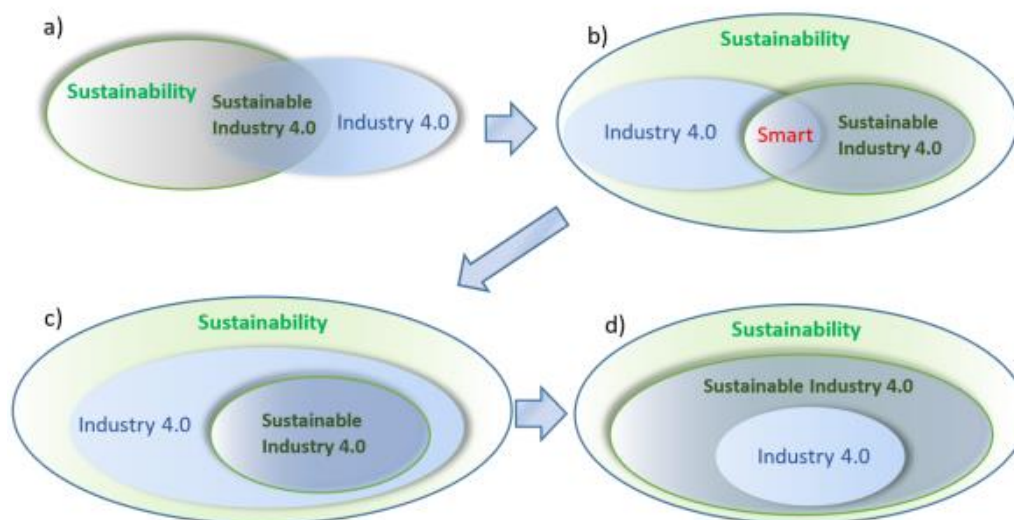 a)
Sustainability
Sustainable
Industry 4.0
Industry 4.0
b)
Sustainability
Industry 4.0
Smart
Sustainable
Industry 4.0
c)
Sustainability
Industry 4.0
Sustainable
Industry 4.0
d)
Sustainability
Sustainable Industry 4.0
Industry 4.0